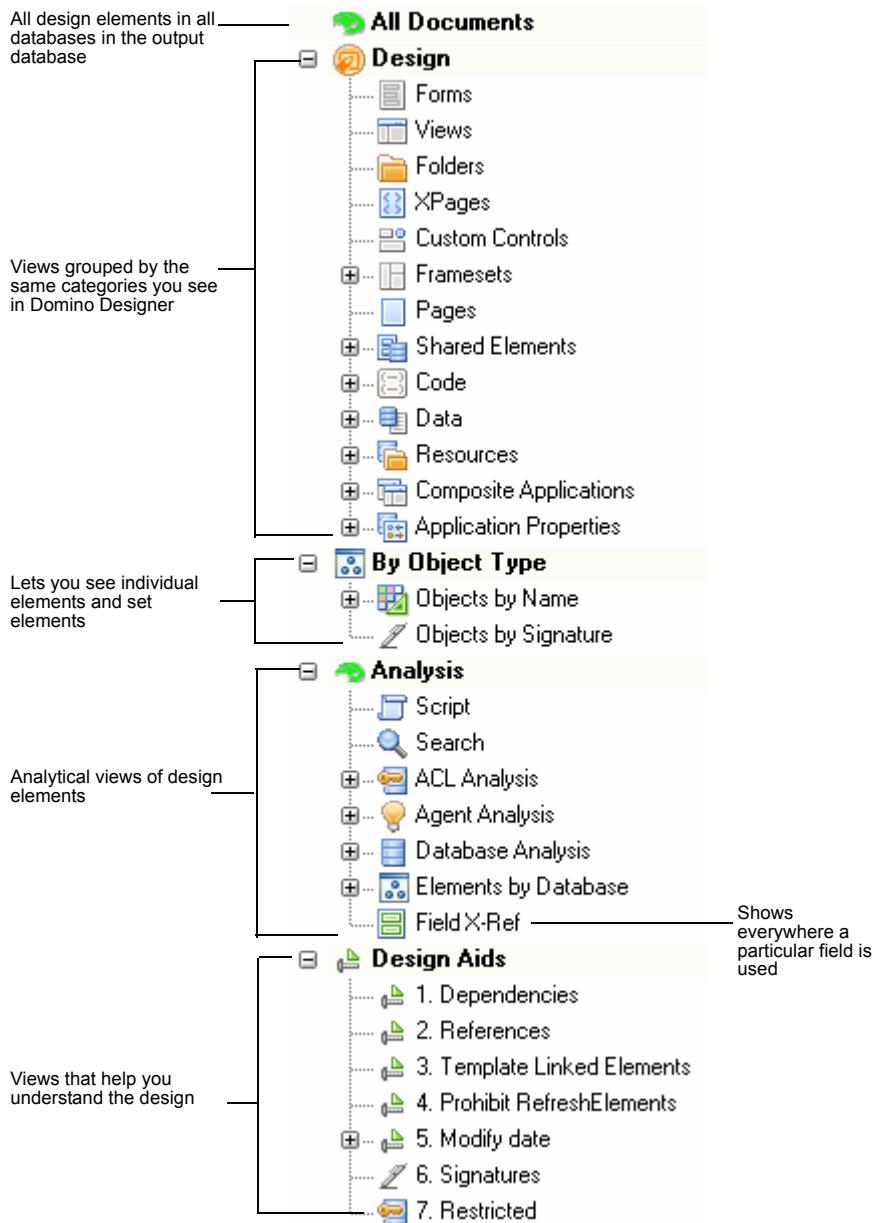 All design elements in all
databases in the output
database
All Documents
Design
Forms
Views
Folders
XPages
Custom Controls
Views grouped by the
same categories you see
in Domino Designer
Framesets
Pages
Shared Elements
Code
Data
Resources
Composite Applications
Application Properties
Lets you see individual
elements and set
elements
By Object Type
Objects by Name
Objects by Signature
Analysis
Script
Search
Analytical views of design
elements
ACL Analysis
Agent Analysis
Database Analysis
Elements by Database
Field X-Ref
Shows
everywhere a
particular field is
used
Design Aids
1. Dependencies
2. References
3. Template Linked Elements
Views that help you
understand the design
4. Prohibit RefreshElements
5. Modify date
6. Signatures
7. Restricted